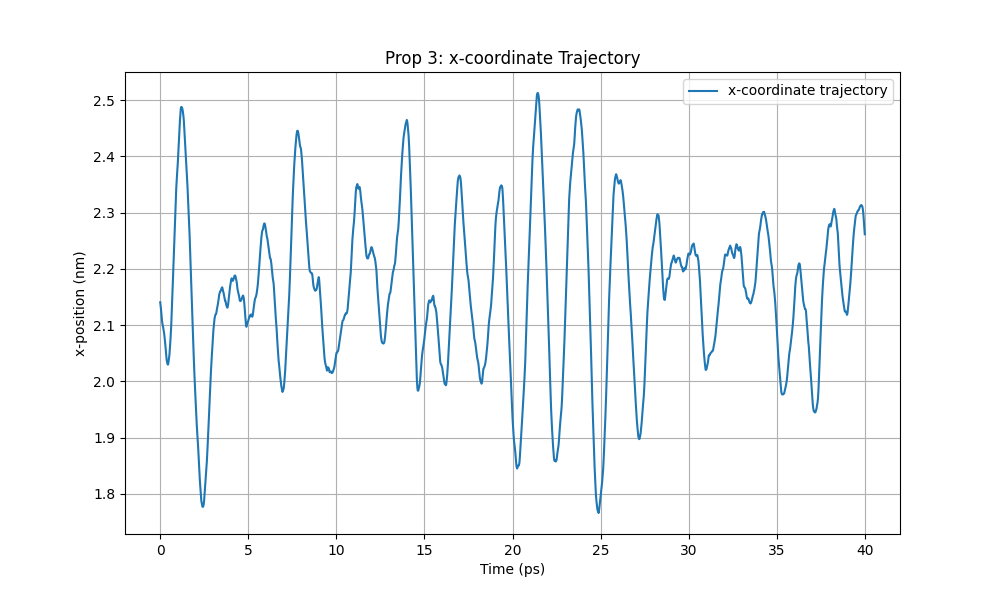 Prop 3: x-coordinate Trajectory
x-coordinate trajectory
x-position (nm)
2.5
2.4
2.3
2.2
2.1
2.0
1.9
1.8
0 5 10 15 20 25 30 35 40
Time (ps)